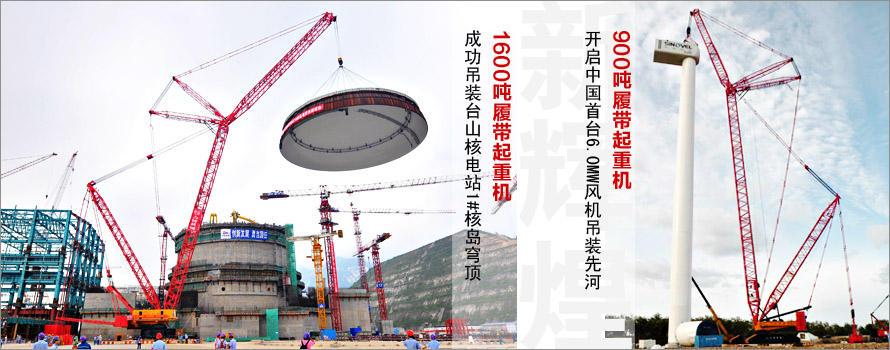 1600吨履带起重机
成功吊装台山核电站1#核岛穹顶
新辉煌
900吨履带起重机
开启中国首台6.0MW风机吊装先河
SINOVEL